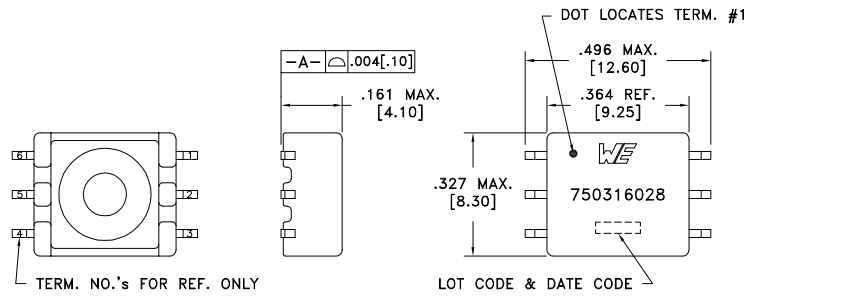 DOT LOCATES TERM. #1
.496 MAX.
[12.60]
-A- .004[.10]
.161 MAX.
[4.10]
.364 REF.
[9.25]
6
1
5
2
4
3
.327 MAX.
[8.30]
WE
750316028
TERM. NO.'s FOR REF. ONLY
LOT CODE & DATE CODE